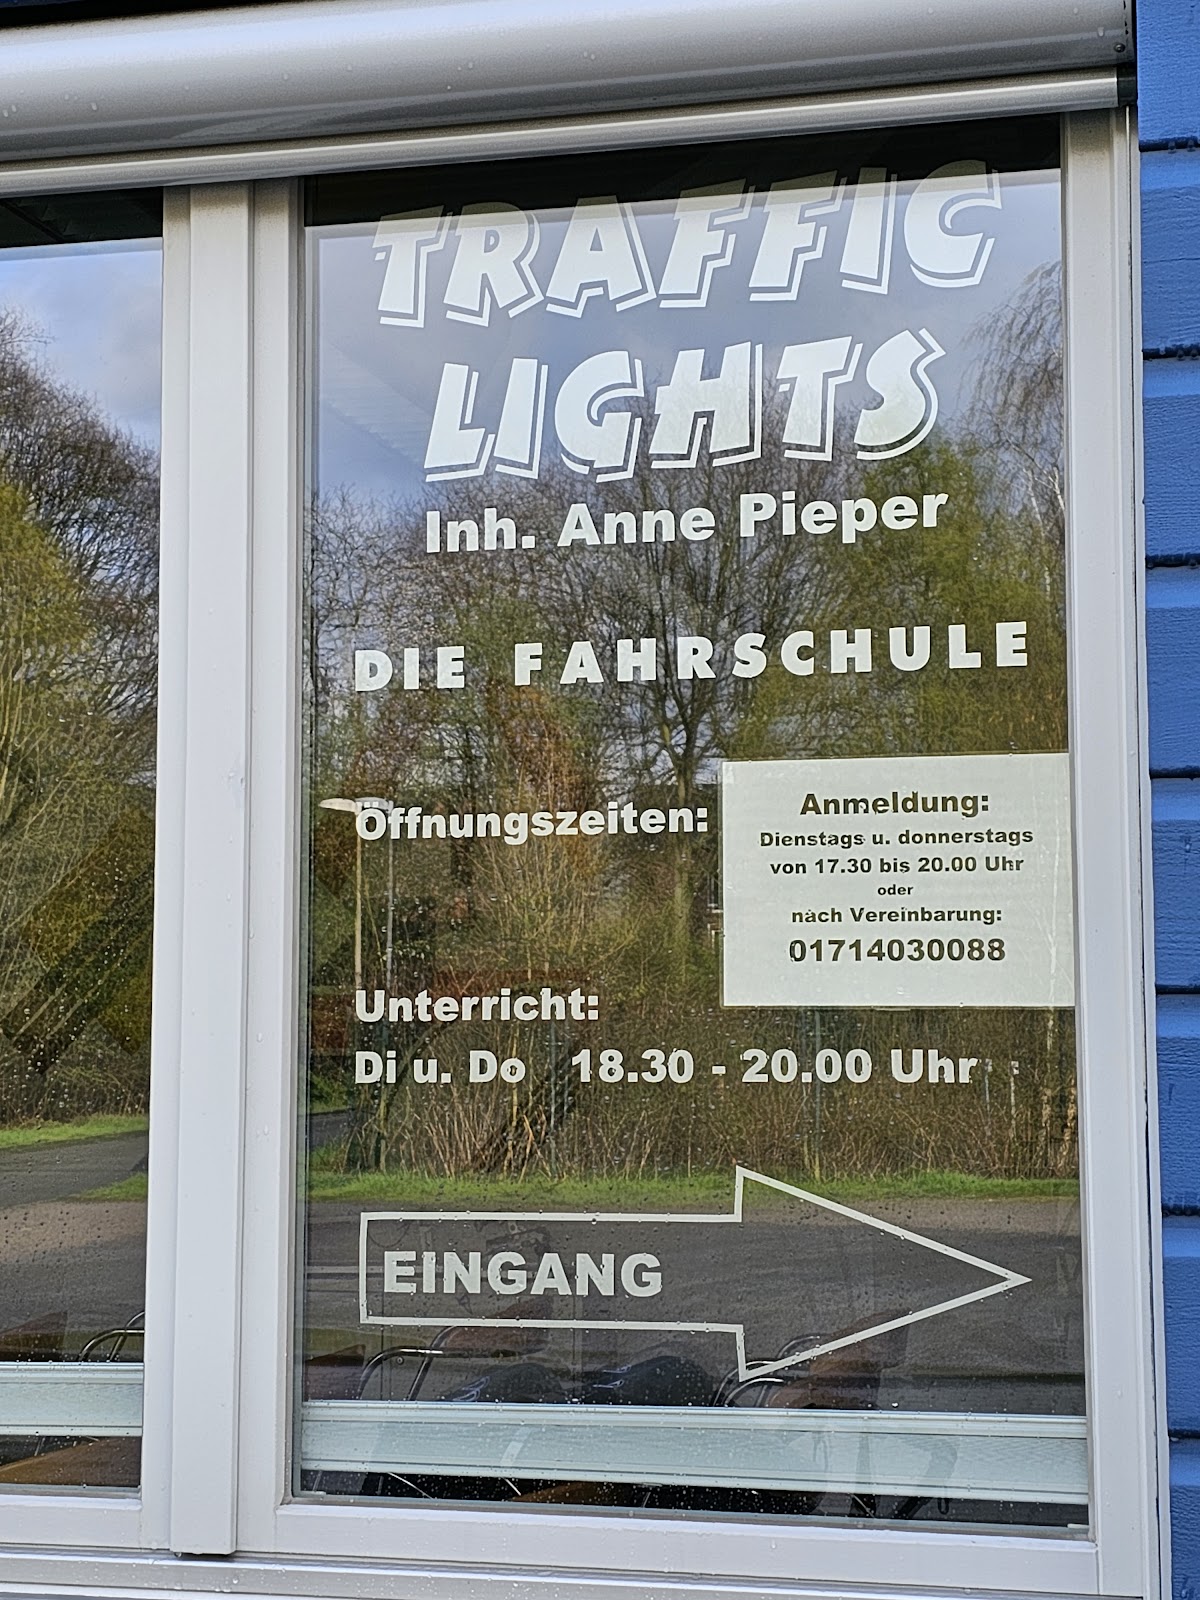 TRAFFIC
LIGHTS
Inh. Anne Pieper
DIE FAHRSCHULE
Öffnungszeiten:
Anmeldung:
Dienstags u. donnerstags
von 17.30 bis 20.00 Uhr
oder
nach Vereinbarung:
01714030088
Unterricht:
Di u. Do 18.30 - 20.00 Uhr
EINGANG